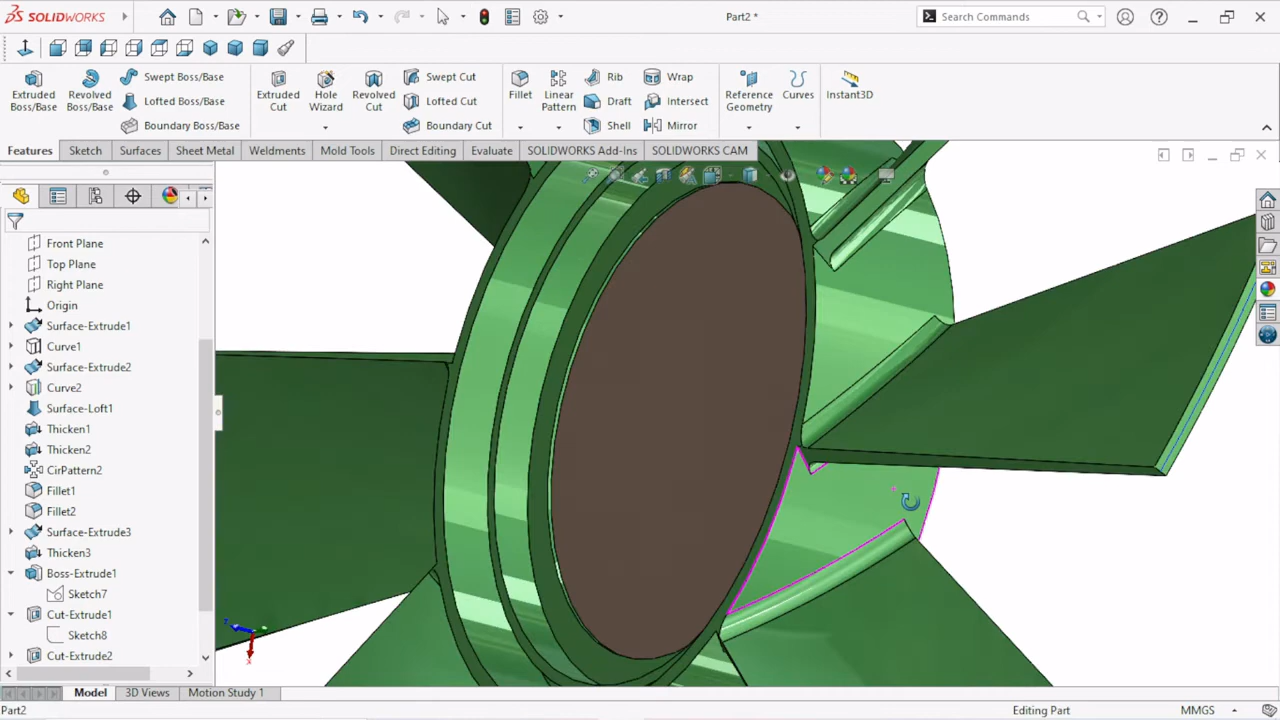 SOLIDWORKS
Part2 *
Search Commands
Extruded Boss/Base
Revolved Boss/Base
Swept Boss/Base
Lofted Boss/Base
Boundary Boss/Base
Extruded Cut
Hole Wizard
Revolved Cut
Swept Cut
Lofted Cut
Boundary Cut
Fillet
Linear Pattern
Rib
Draft
Shell
Wrap
Intersect
Mirror
Reference Geometry
Curves
Instant3D
Features Sketch Surfaces Sheet Metal Weldments Mold Tools Direct Editing Evaluate SOLIDWORKS Add-Ins SOLIDWORKS CAM
Front Plane
Top Plane
Right Plane
Origin
Surface-Extrude1
Curve1
Surface-Extrude2
Curve2
Surface-Loft1
Thicken1
Thicken2
CirPattern2
Fillet1
Fillet2
Surface-Extrude3
Thicken3
Boss-Extrude1
Sketch7
Cut-Extrude1
Sketch8
Cut-Extrude2
Model 3D Views Motion Study 1
Part2 Editing Part MMGS